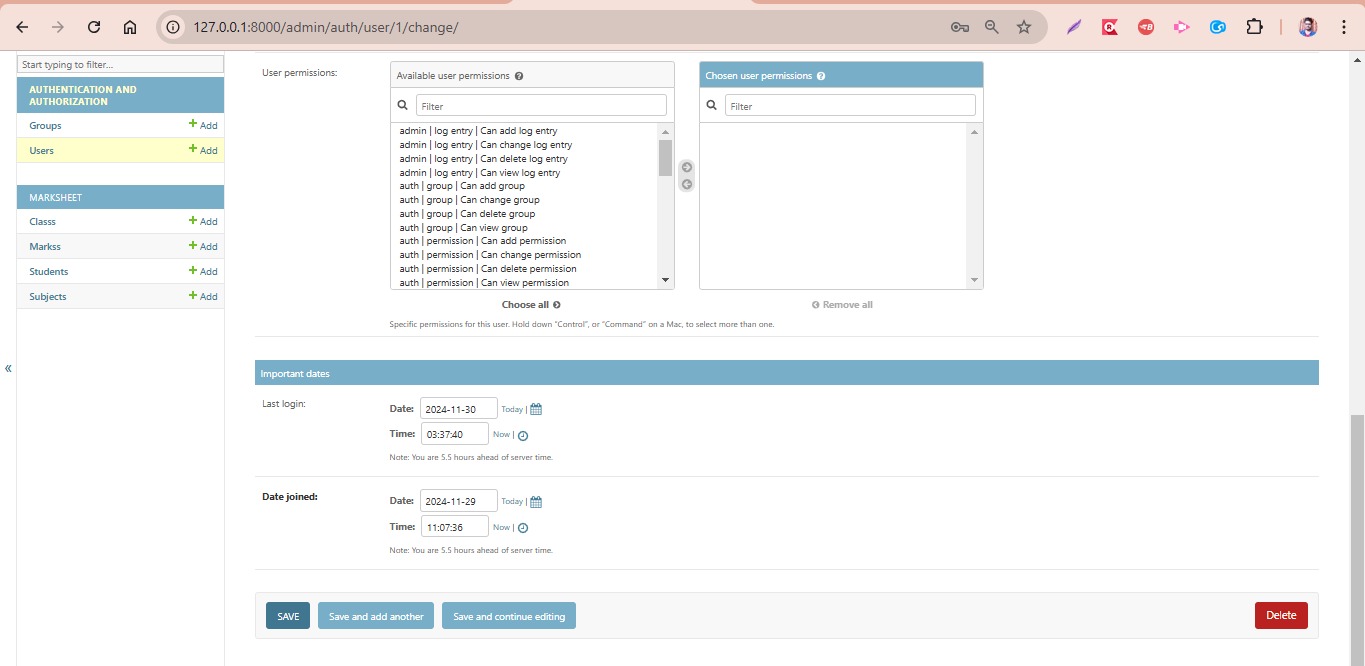 127.0.0.1:8000/admin/auth/user/1/change/
Start typing to filter...
AUTHENTICATION AND
AUTHORIZATION
Groups + Add
Users + Add
MARKSHEET
Classs + Add
Markss + Add
Students + Add
Subjects + Add
«
User permissions:
Available user permissions ?
Filter
admin | log entry | Can add log entry
admin | log entry | Can change log entry
admin | log entry | Can delete log entry
admin | log entry | Can view log entry
auth | group | Can add group
auth | group | Can change group
auth | group | Can delete group
auth | group | Can view group
auth | permission | Can add permission
auth | permission | Can change permission
auth | permission | Can delete permission
auth | permission | Can view permission
Choose all
Chosen user permissions ?
Filter
Remove all
Specific permissions for this user. Hold down “Control”, or “Command” on a Mac, to select more than one.
Important dates
Last login:
Date: 2024-11-30 Today |
Time: 03:37:40 Now |
Note: You are 5.5 hours ahead of server time.
Date joined:
Date: 2024-11-29 Today |
Time: 11:07:36 Now |
Note: You are 5.5 hours ahead of server time.
SAVE Save and add another Save and continue editing Delete